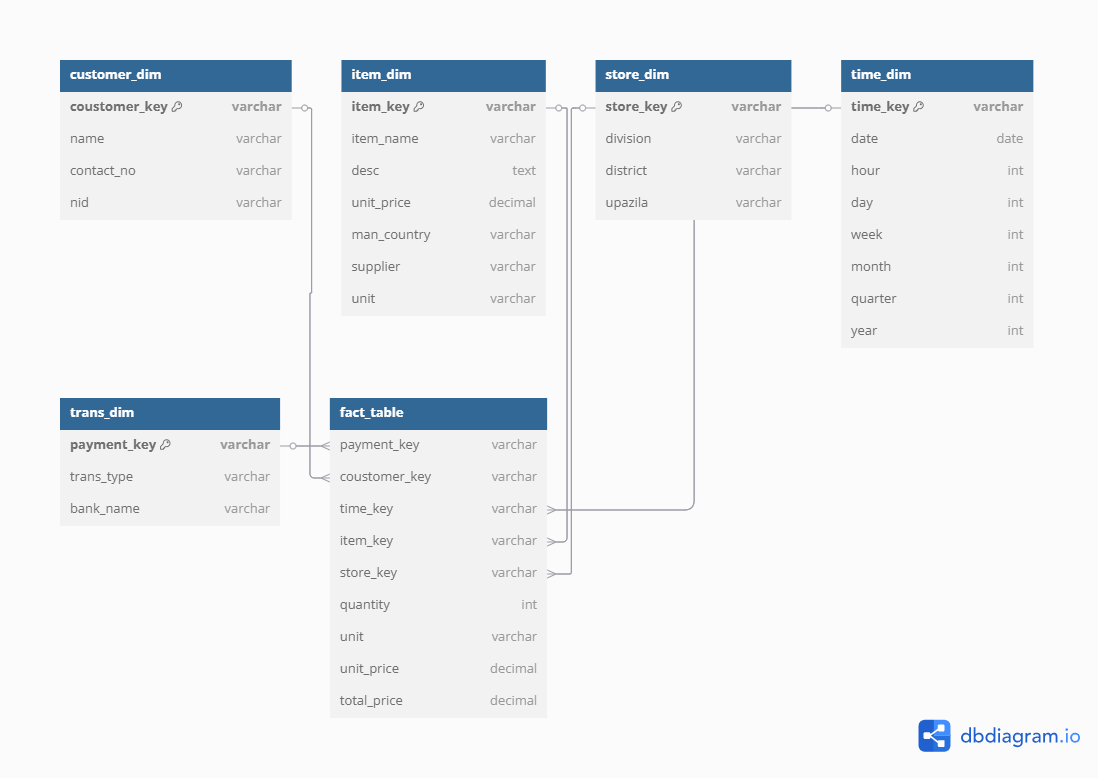 customer_dim
coustomer_key varchar
name varchar
contact_no varchar
nid varchar
item_dim
item_key varchar
item_name varchar
desc text
unit_price decimal
man_country varchar
supplier varchar
unit varchar
store_dim
store_key varchar
division varchar
district varchar
upazila varchar
time_dim
time_key varchar
date date
hour int
day int
week int
month int
quarter int
year int
trans_dim
payment_key varchar
trans_type varchar
bank_name varchar
fact_table
payment_key varchar
coustomer_key varchar
time_key varchar
item_key varchar
store_key varchar
quantity int
unit varchar
unit_price decimal
total_price decimal
dbdiagram.io